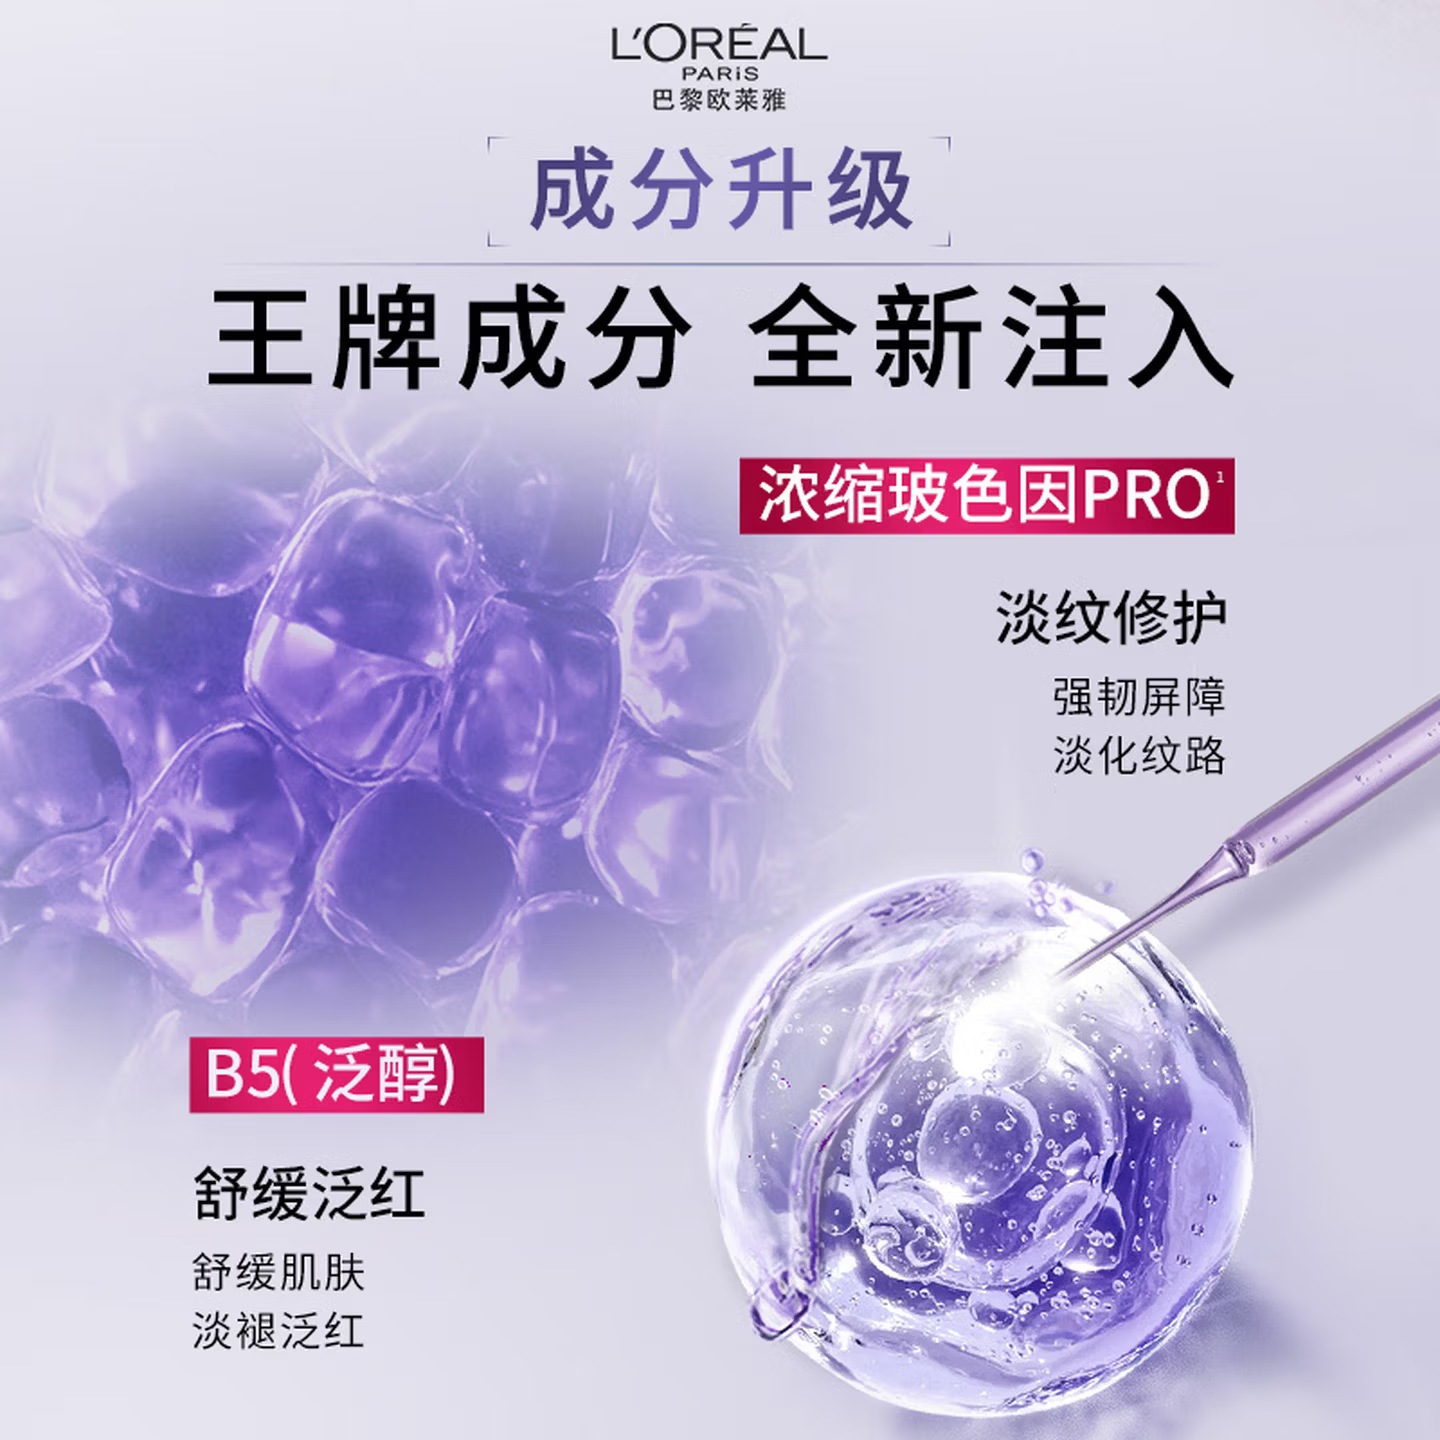 L'ORÉAL
PARIS
巴黎欧莱雅
成分升级
王牌成分 全新注入
浓缩玻色因PRO¹
淡纹修护
强韧屏障
淡化纹路
B5(泛醇)
舒缓泛红
舒缓肌肤
淡褪泛红